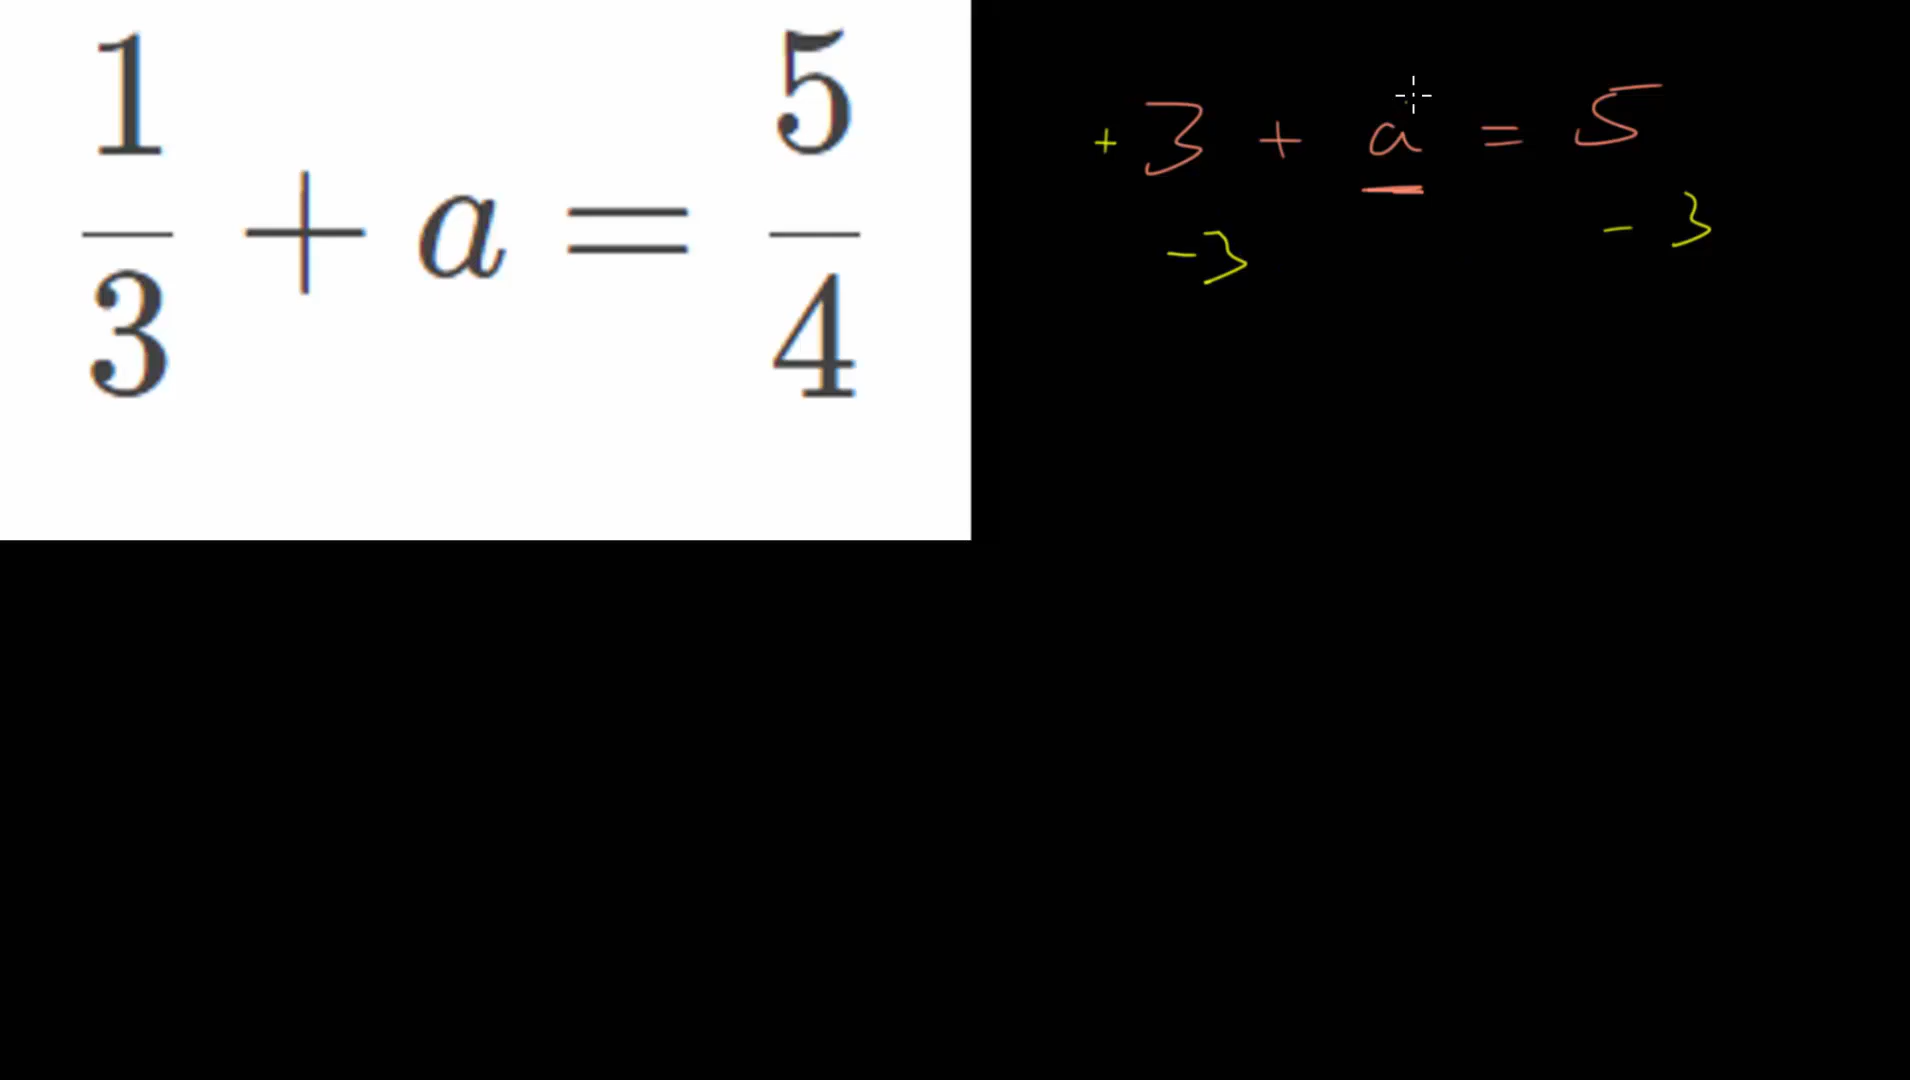 1/3 + a = 5/4
+ 3 + a = 5
-3 - 3